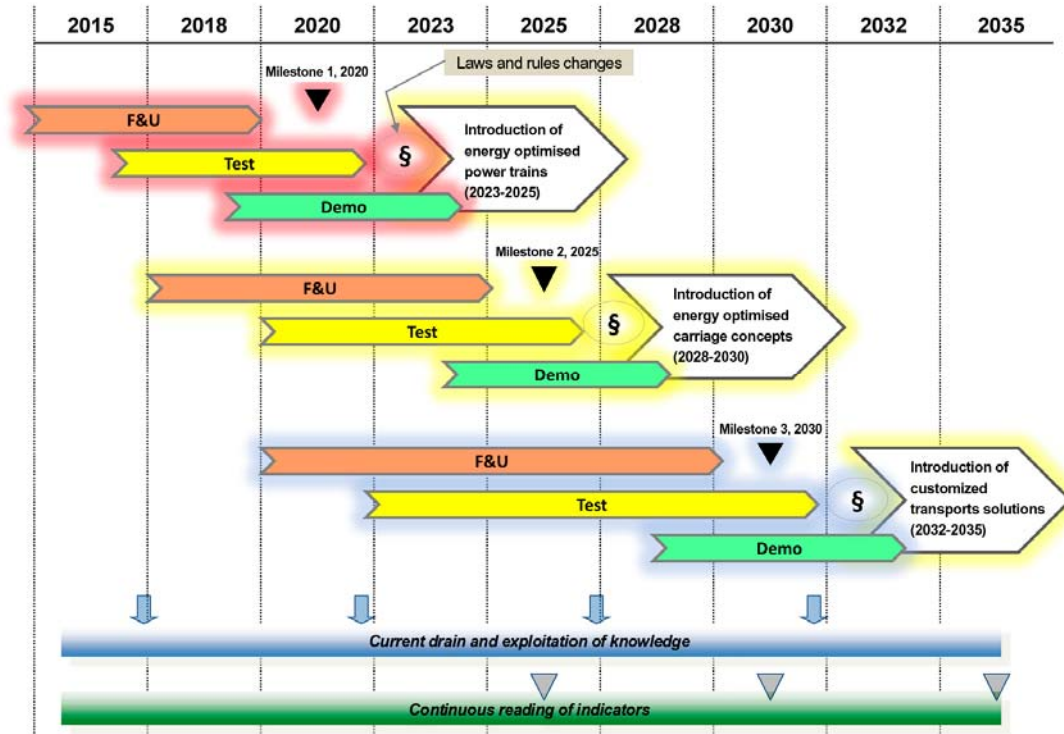 2015 2018 2020 2023 2025 2028 2030 2032 2035
Laws and rules changes
Milestone 1, 2020
F&U
Test
Demo
§
Introduction of
energy optimised
power trains
(2023-2025)
Milestone 2, 2025
F&U
Test
Demo
§
Introduction of
energy optimised
carriage concepts
(2028-2030)
Milestone 3, 2030
F&U
Test
Demo
§
Introduction of
customized
transports solutions
(2032-2035)
Current drain and exploitation of knowledge
Continuous reading of indicators